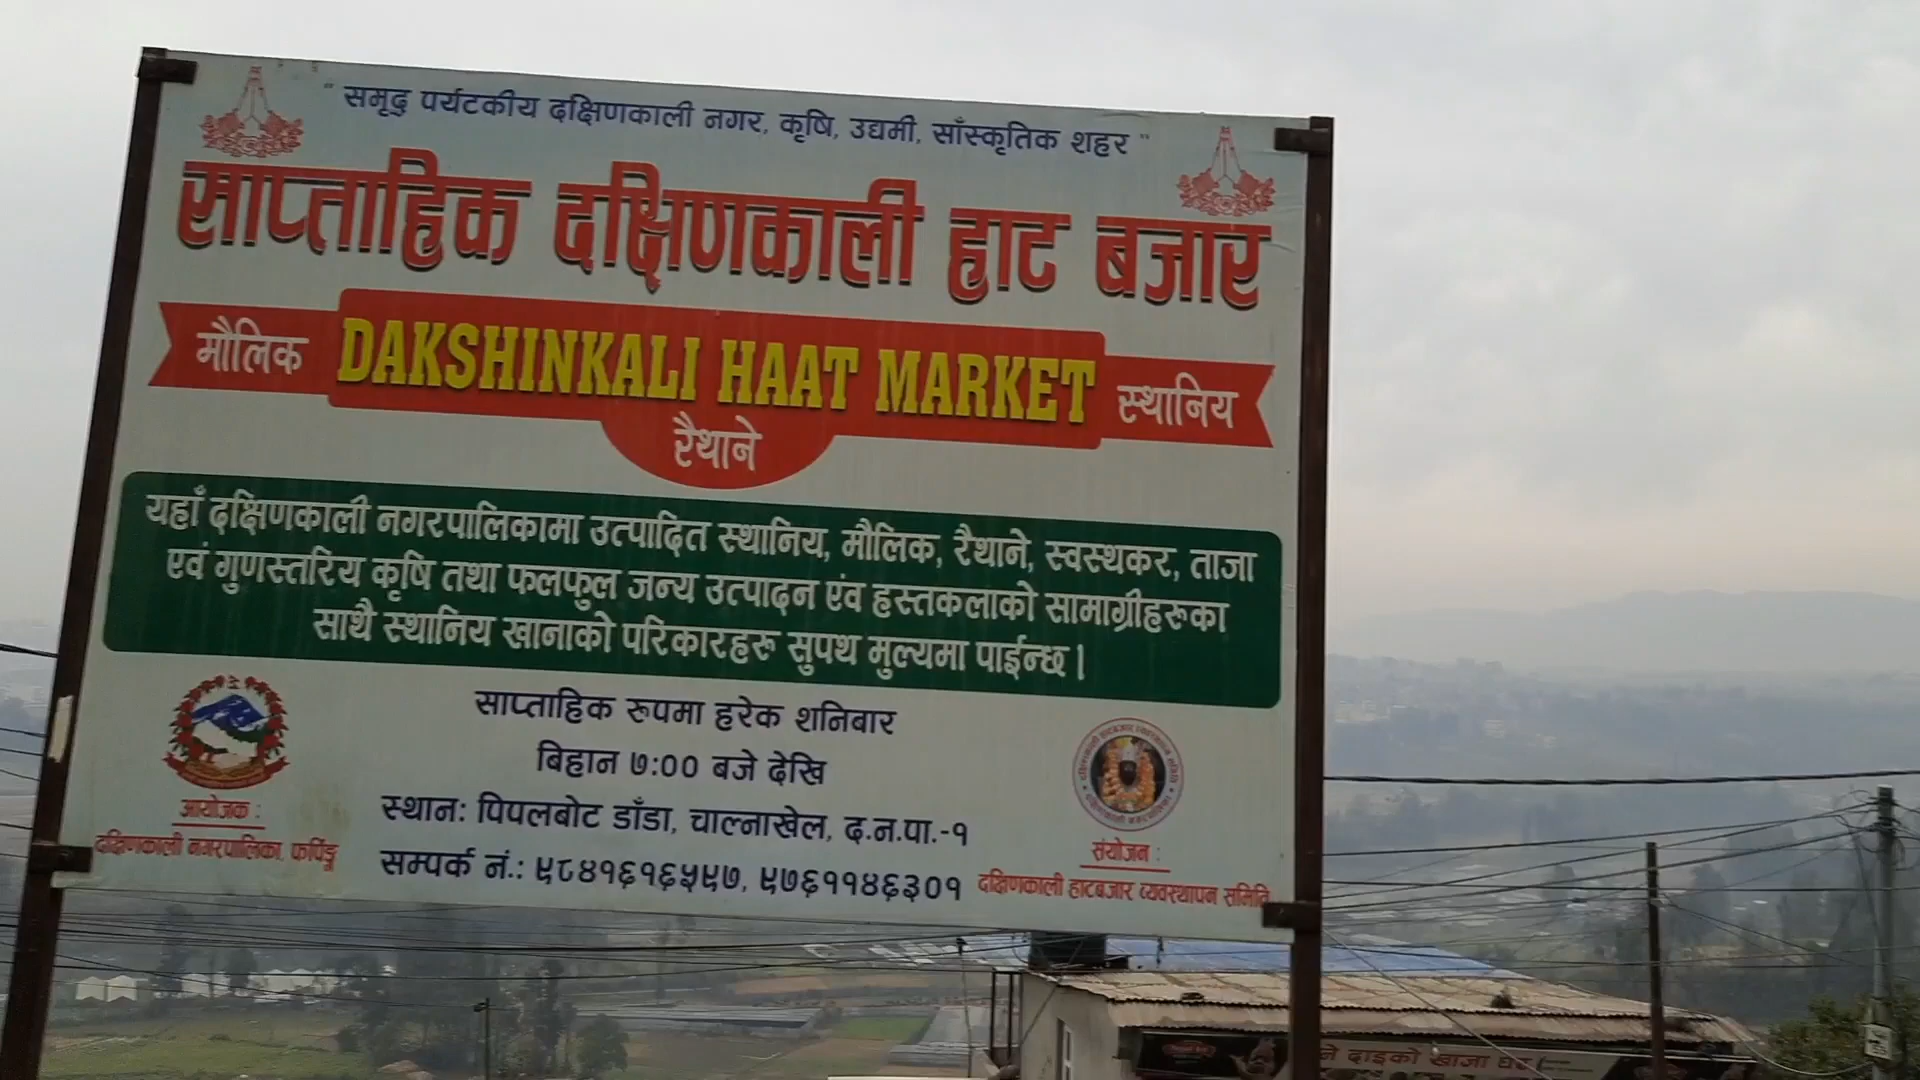 " समृद्ध पर्यटकीय दक्षिणकाली नगर, कृषि, उद्यमी, साँस्कृतिक शहर "
साप्ताहिक दक्षिणकाली हाट बजार
मौलिक DAKSHINKALI HAAT MARKET स्थानिय
रैथाने
यहाँ दक्षिणकाली नगरपालिकामा उत्पादित स्थानिय, मौलिक, रैथाने, स्वस्थकर, ताजा
एवं गुणस्तरिय कृषि तथा फलफुल जन्य उत्पादन एंव हस्तकलाको सामाग्रीहरुका
साथै स्थानिय खानाको परिकारहरु सुपथ मुल्यमा पाईन्छ।
साप्ताहिक रुपमा हरेक शनिबार
बिहान ७:०० बजे देखि
स्थान: पिपलबोट डाँडा, चाल्नाखेल, द.न.पा.-१
सम्पर्क नं.: ९८४१६१६५९७, ९७६११४६३०१
आयोजक :
दक्षिणकाली नगरपालिका, फर्पिङ्ग
संयोजन :
दक्षिणकाली हाटबजार व्यवस्थापन समिति
ने दाइको खाजा घर